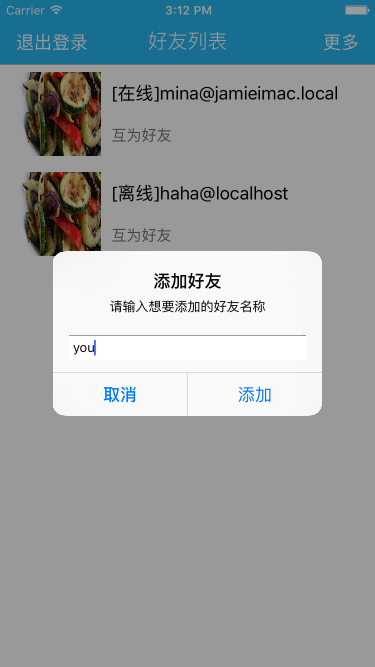 Carrier 3:12 PM
退出登录 好友列表 更多
[在线]mina@jamieimac.local
互为好友
[离线]haha@localhost
互为好友
添加好友
请输入想要添加的好友名称
you
取消 添加